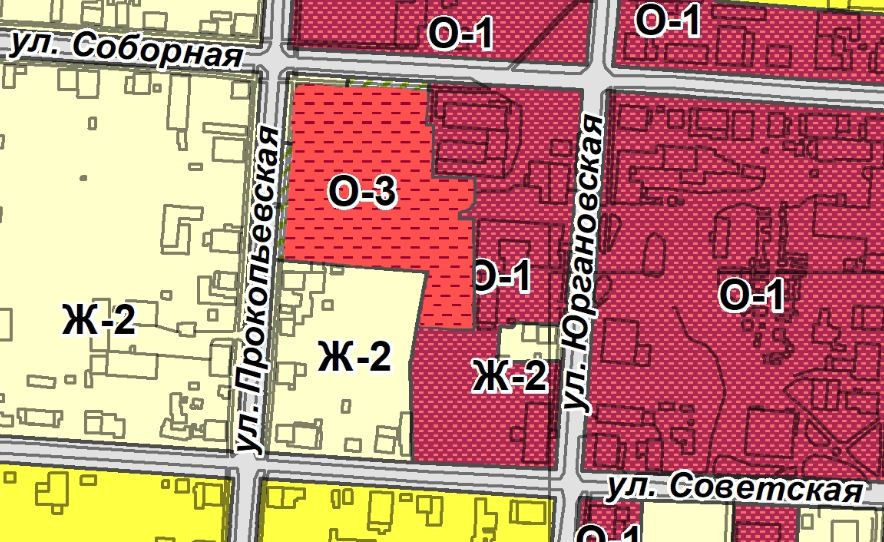 О-1
О-1
ул. Соборная
ул. Прокопьевская
О-3
ул. Юргановская
О-1
О-1
Ж-2
Ж-2
Ж-2
ул. Советская
О-1